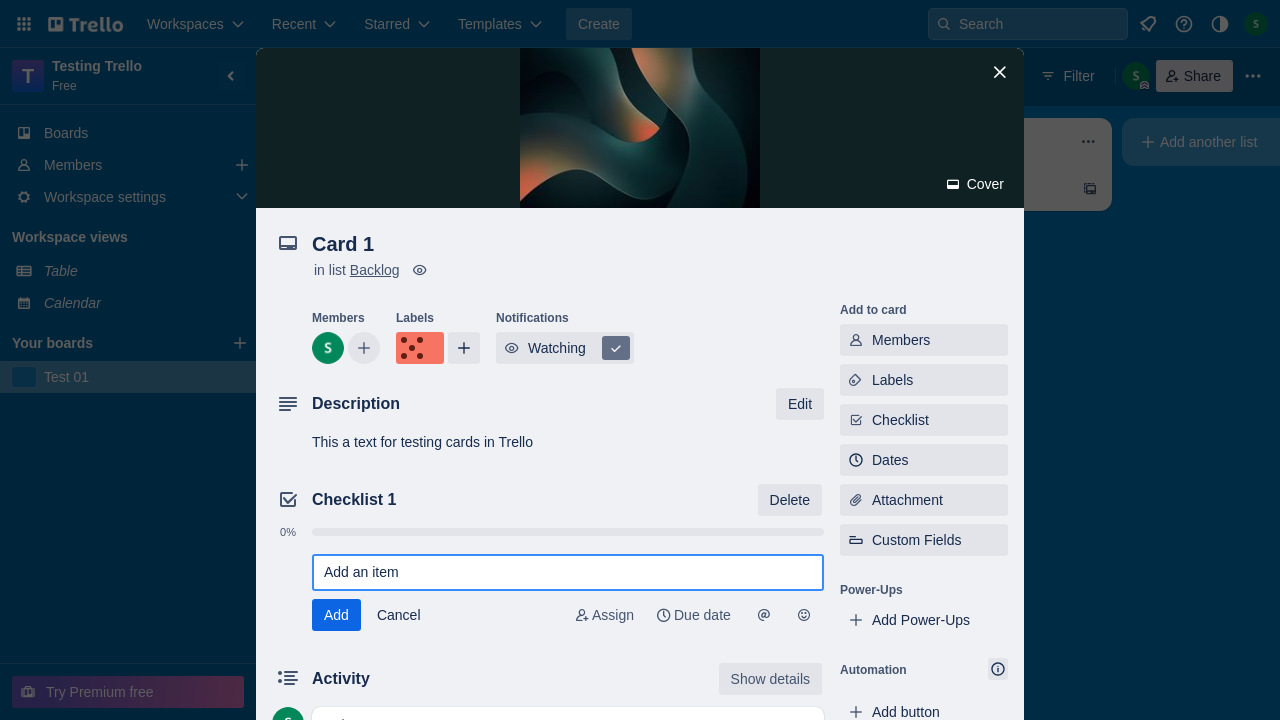 Trello
Workspaces
Recent
Starred
Templates
Create
Search
S
T
Testing Trello
Free
Filter
S
Share
Boards
Members
Workspace settings
Workspace views
Table
Calendar
Your boards
Test 01
Try Premium free
Add another list
Cover
Card 1
in list Backlog
Members
Labels
Notifications
S
Watching
Description
Edit
This a text for testing cards in Trello
Checklist 1
Delete
0%
Add an item
Add
Cancel
Assign
Due date
Activity
Show details
Add to card
Members
Labels
Checklist
Dates
Attachment
Custom Fields
Power-Ups
Add Power-Ups
Automation
Add button